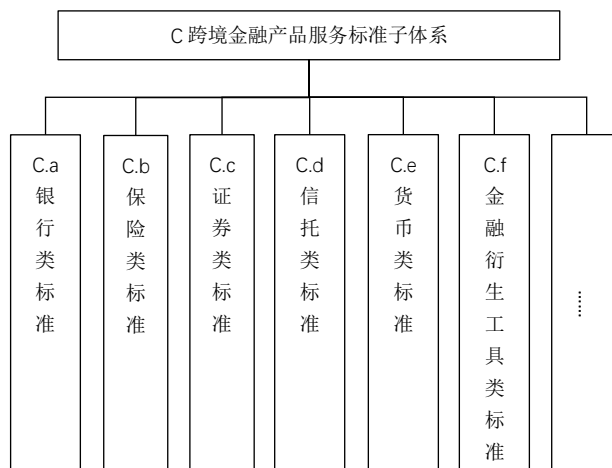 C 跨境金融产品服务标准子体系
C.a
银行类标准
C.b
保险类标准
C.c
证券类标准
C.d
信托类标准
C.e
货币类标准
C.f
金融衍生工具类标准
……